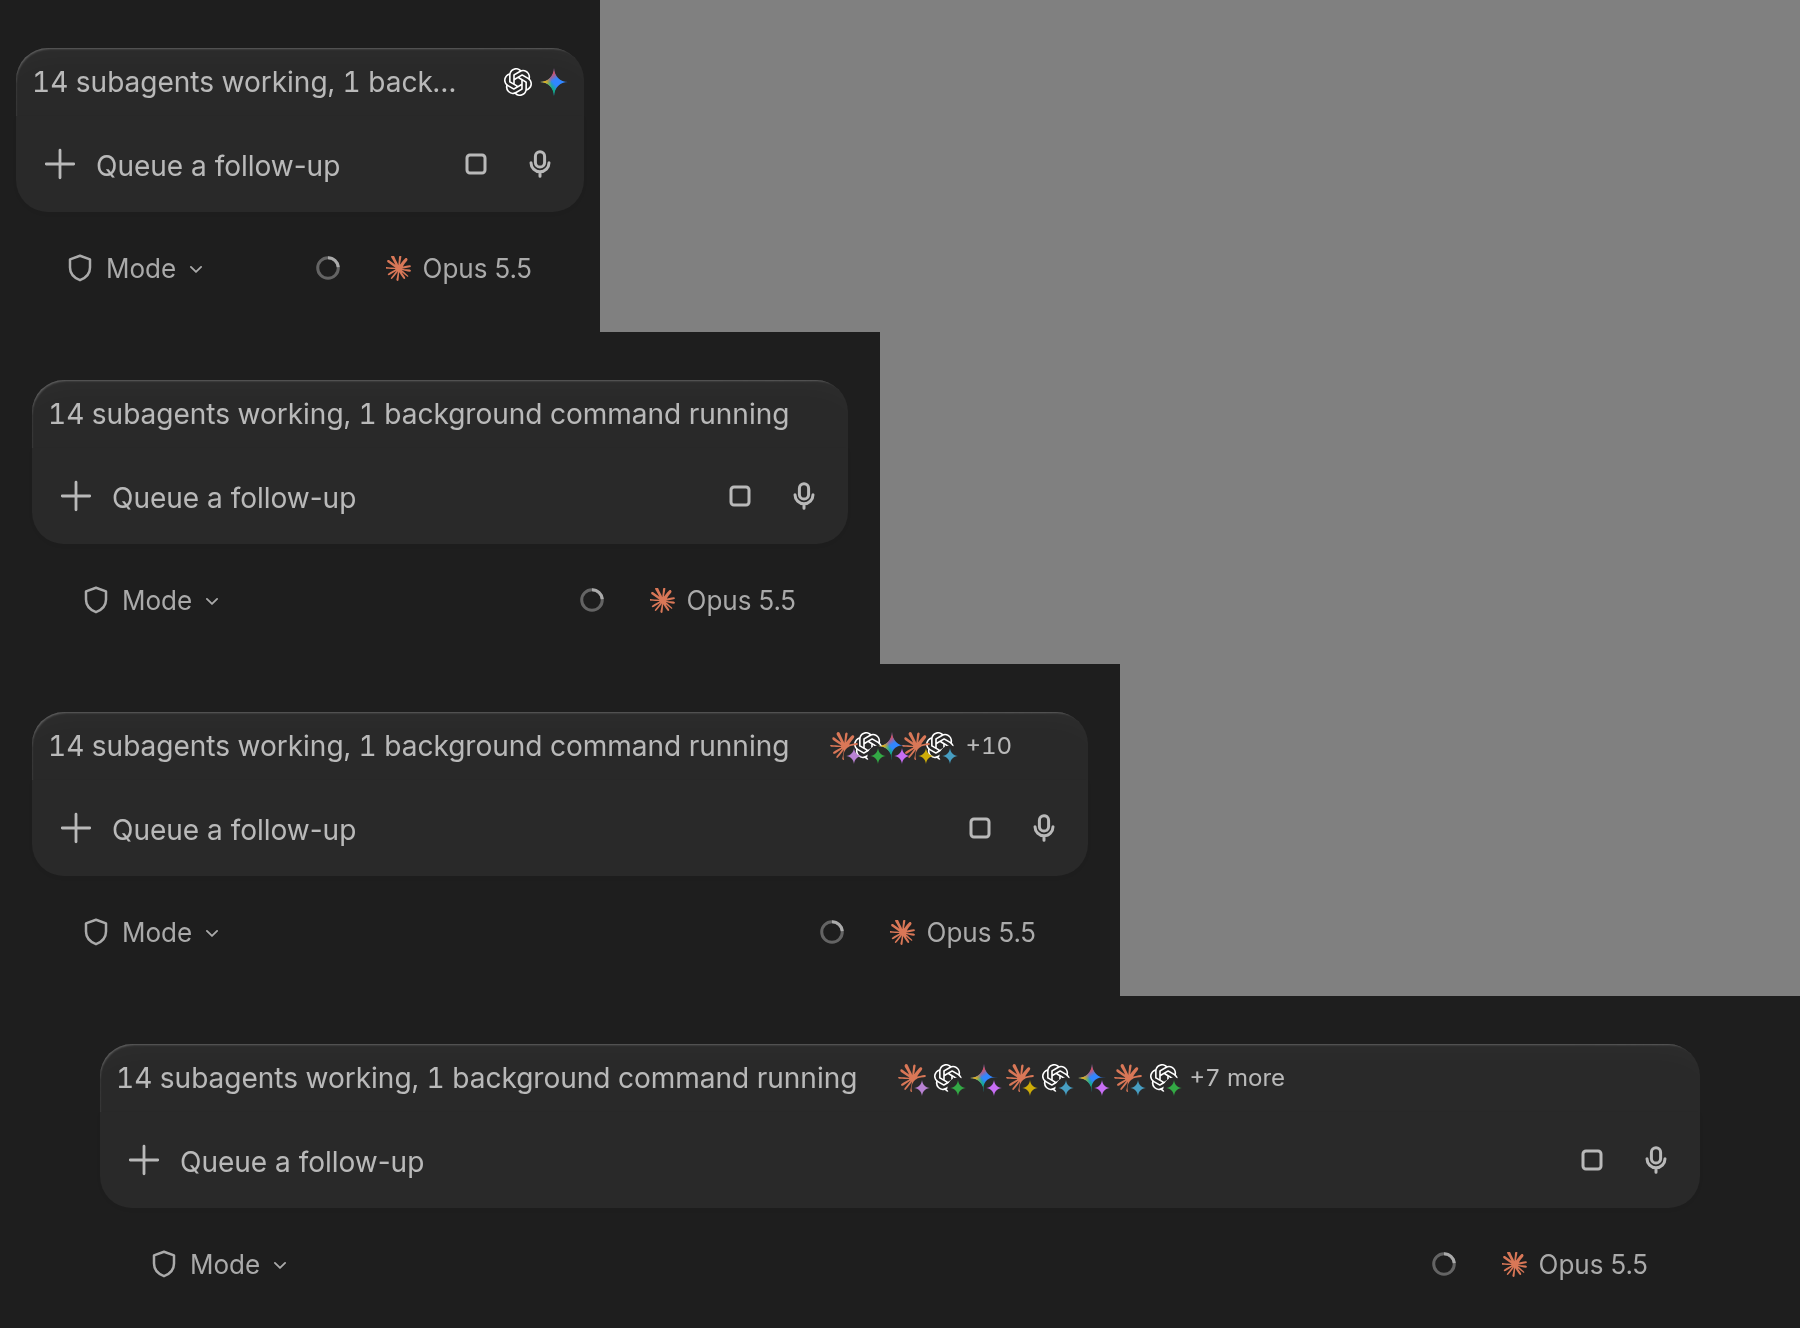 14 subagents working, 1 back...
Queue a follow-up
Mode
Opus 5.5
14 subagents working, 1 background command running
Queue a follow-up
Mode
Opus 5.5
14 subagents working, 1 background command running +10
Queue a follow-up
Mode
Opus 5.5
14 subagents working, 1 background command running +7 more
Queue a follow-up
Mode
Opus 5.5